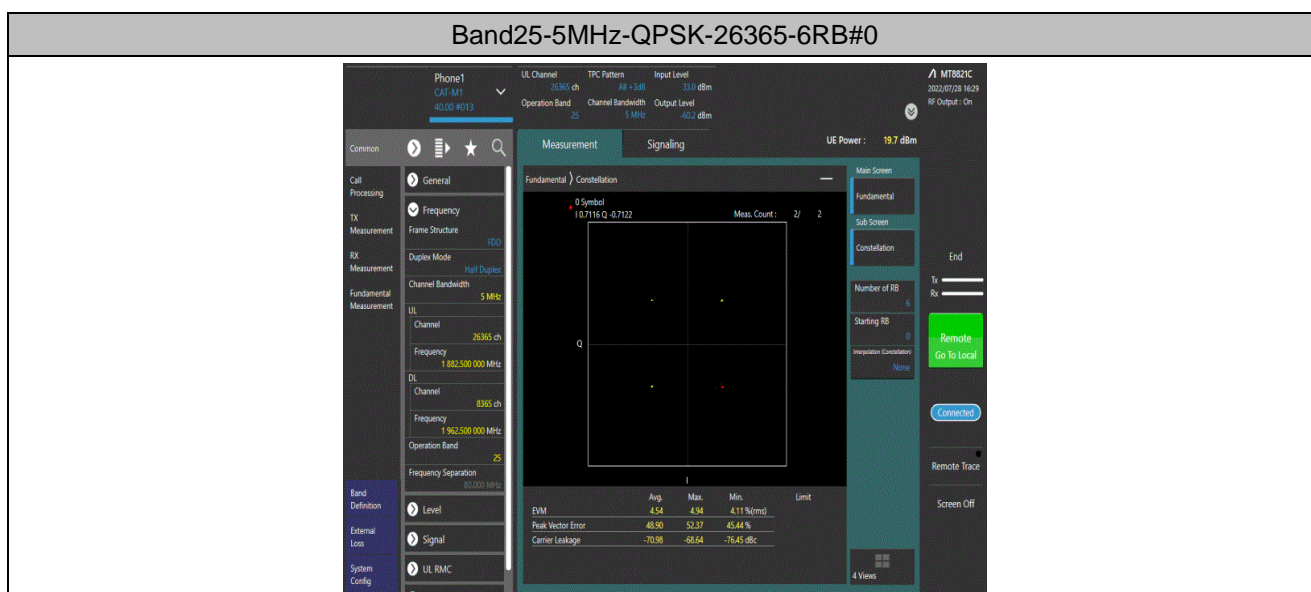 Band25-5MHz-QPSK-26365-6RB#0
Phone1
CAT-M1
40.00 #013
UL Channel TPC Pattern Input Level
26365 ch All +3dB 33.0 dBm
Operation Band Channel Bandwidth Output Level
25 5 MHz -60.2 dBm
MT8821C
2022/07/28 16:29
RF Output : On
Common
Measurement Signaling
UE Power : 19.7 dBm
Call
Processing
TX
Measurement
RX
Measurement
Fundamental
Measurement
Band
Definition
External
Loss
System
Config
General
Frequency
Frame Structure
FDD
Duplex Mode
Half Duplex
Channel Bandwidth
5 MHz
UL
Channel
26365 ch
Frequency
1 882.500 000 MHz
DL
Channel
8365 ch
Frequency
1 962.500 000 MHz
Operation Band
25
Frequency Separation
80.000 MHz
Level
Signal
UL RMC
Fundamental Constellation
0 Symbol
I 0.7116 Q -0.7122
Meas. Count : 2/ 2
Q
I
Avg. Max. Min. Limit
EVM 4.54 4.94 4.11 %(rms)
Peak Vector Error 48.90 52.37 45.44 %
Carrier Leakage -70.98 -68.64 -76.45 dBc
Main Screen
Fundamental
Sub Screen
Constellation
Number of RB
6
Starting RB
0
Interpolation (Constellation)
None
4 Views
End
Tx
Rx
Remote
Go To Local
Connected
Remote Trace
Screen Off